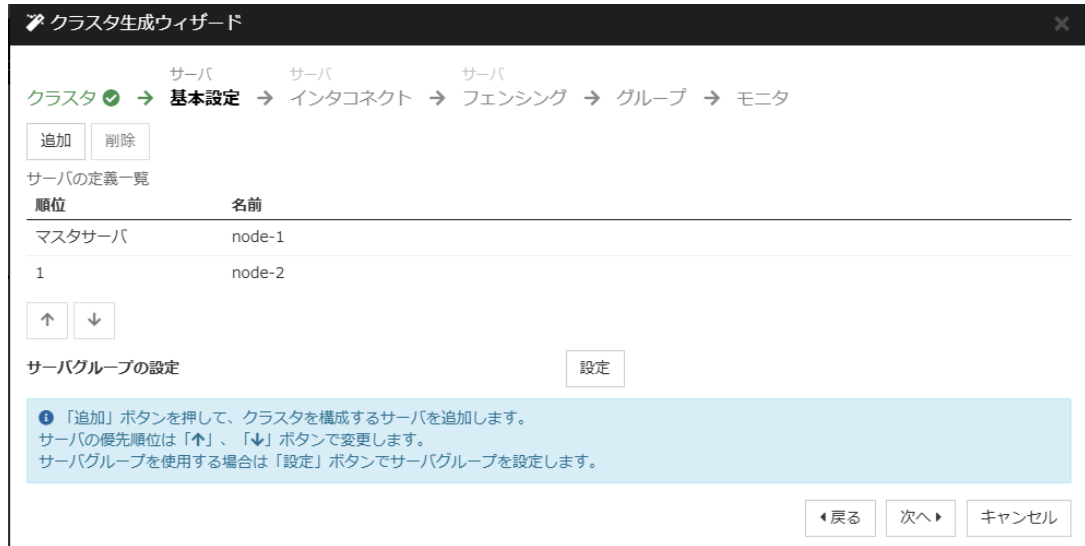 クラスタ生成ウィザード
サーバ サーバ サーバ
クラスタ → 基本設定 → インタコネクト → フェンシング → グループ → モニタ
追加 削除
サーバの定義一覧
順位 名前
マスタサーバ node-1
1 node-2
↑ ↓
サーバグループの設定 設定
「追加」ボタンを押して、クラスタを構成するサーバを追加します。
サーバの優先順位は「↑」、「↓」ボタンで変更します。
サーバグループを使用する場合は「設定」ボタンでサーバグループを設定します。
戻る 次へ キャンセル